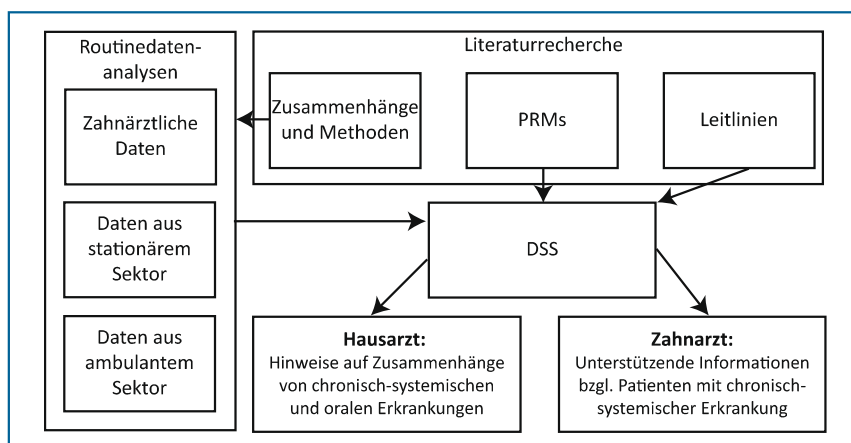 Routinedaten-
analysen
Zahnärztliche
Daten
Daten aus
stationärem
Sektor
Daten aus
ambulantem
Sektor
Literaturrecherche
Zusammenhänge
und Methoden
PRMs
Leitlinien
DSS
Hausarzt:
Hinweise auf Zusammenhänge
von chronisch-systemischen
und oralen Erkrankungen
Zahnarzt:
Unterstützende Informationen
bzgl. Patienten mit chronisch-
systemischer Erkrankung